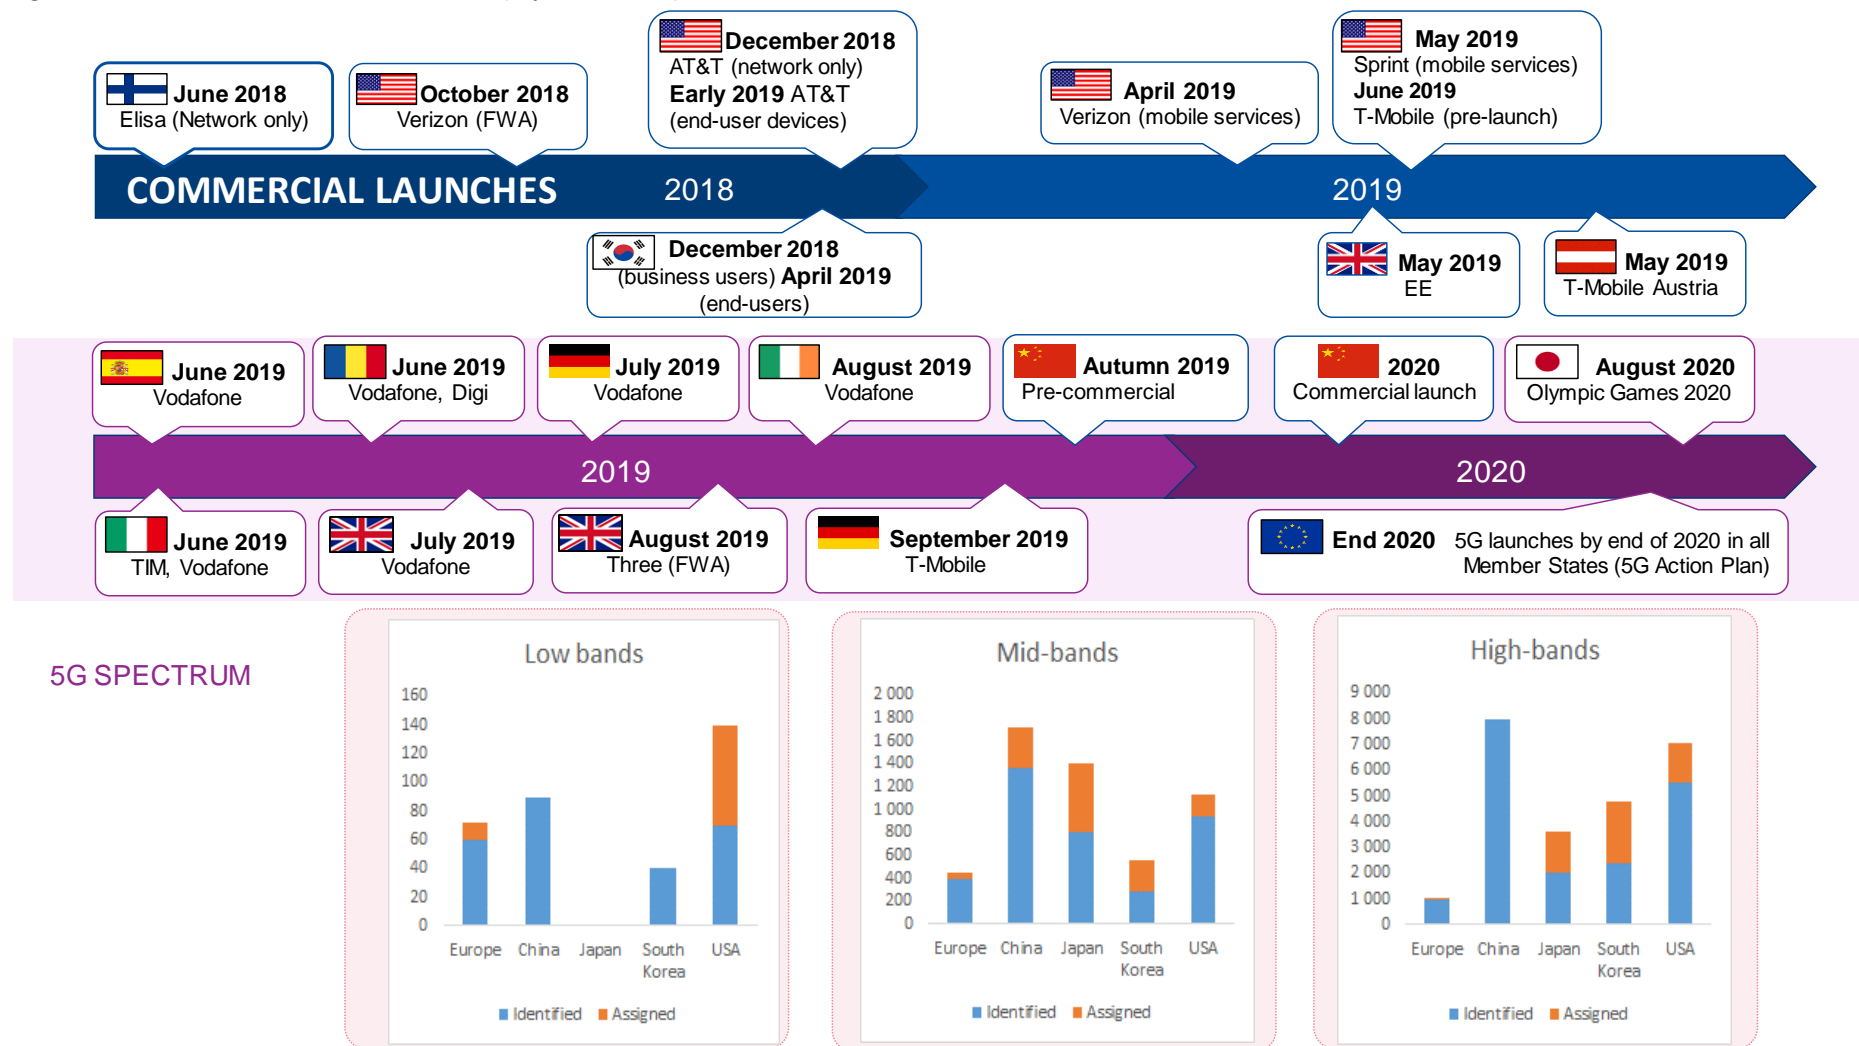 December 2018
AT&T (network only)
Early 2019 AT&T
(end-user devices)
May 2019
Sprint (mobile services)
June 2019
T-Mobile (pre-launch)
June 2018
Elisa (Network only)
October 2018
Verizon (FWA)
April 2019
Verizon (mobile services)
COMMERCIAL LAUNCHES
2018
2019
December 2018
(business users) April 2019
(end-users)
May 2019
EE
May 2019
T-Mobile Austria
June 2019
Vodafone
June 2019
Vodafone, Digi
July 2019
Vodafone
August 2019
Vodafone
Autumn 2019
Pre-commercial
2020
Commercial launch
August 2020
Olympic Games 2020
2019
2020
June 2019
TIM, Vodafone
July 2019
Vodafone
August 2019
Three (FWA)
September 2019
T-Mobile
End 2020 5G launches by end of 2020 in all
Member States (5G Action Plan)
5G SPECTRUM
Low bands
160
140
120
100
80
60
40
20
0
Europe China Japan South Korea USA
Identified Assigned
Mid-bands
2 000
1 800
1 600
1 400
1 200
1 000
800
600
400
200
0
Europe China Japan South Korea USA
Identified Assigned
High-bands
9 000
8 000
7 000
6 000
5 000
4 000
3 000
2 000
1 000
0
Europe China Japan South Korea USA
Identified Assigned